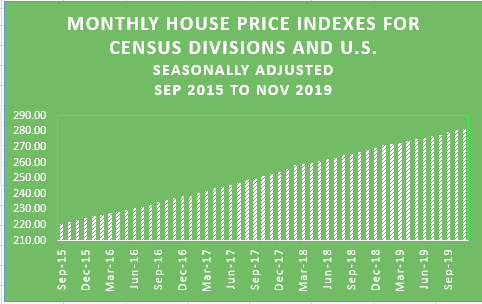 MONTHLY HOUSE PRICE INDEXES FOR
CENSUS DIVISIONS AND U.S.
SEASONALLY ADJUSTED
SEP 2015 TO NOV 2019
290.00
280.00
270.00
260.00
250.00
240.00
230.00
220.00
210.00
Sep-15
Dec-15
Mar-16
Jun-16
Sep-16
Dec-16
Mar-17
Jun-17
Sep-17
Dec-17
Mar-18
Jun-18
Sep-18
Dec-18
Mar-19
Jun-19
Sep-19